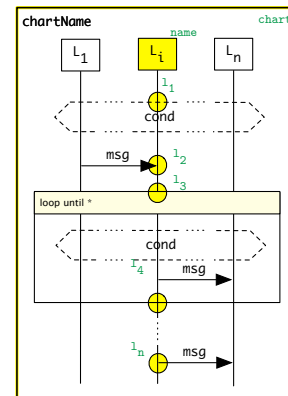 chartName chart
name
L1 Li Ln
l1
cond
msg l2
l3
loop until *
cond
l4 msg
ln msg